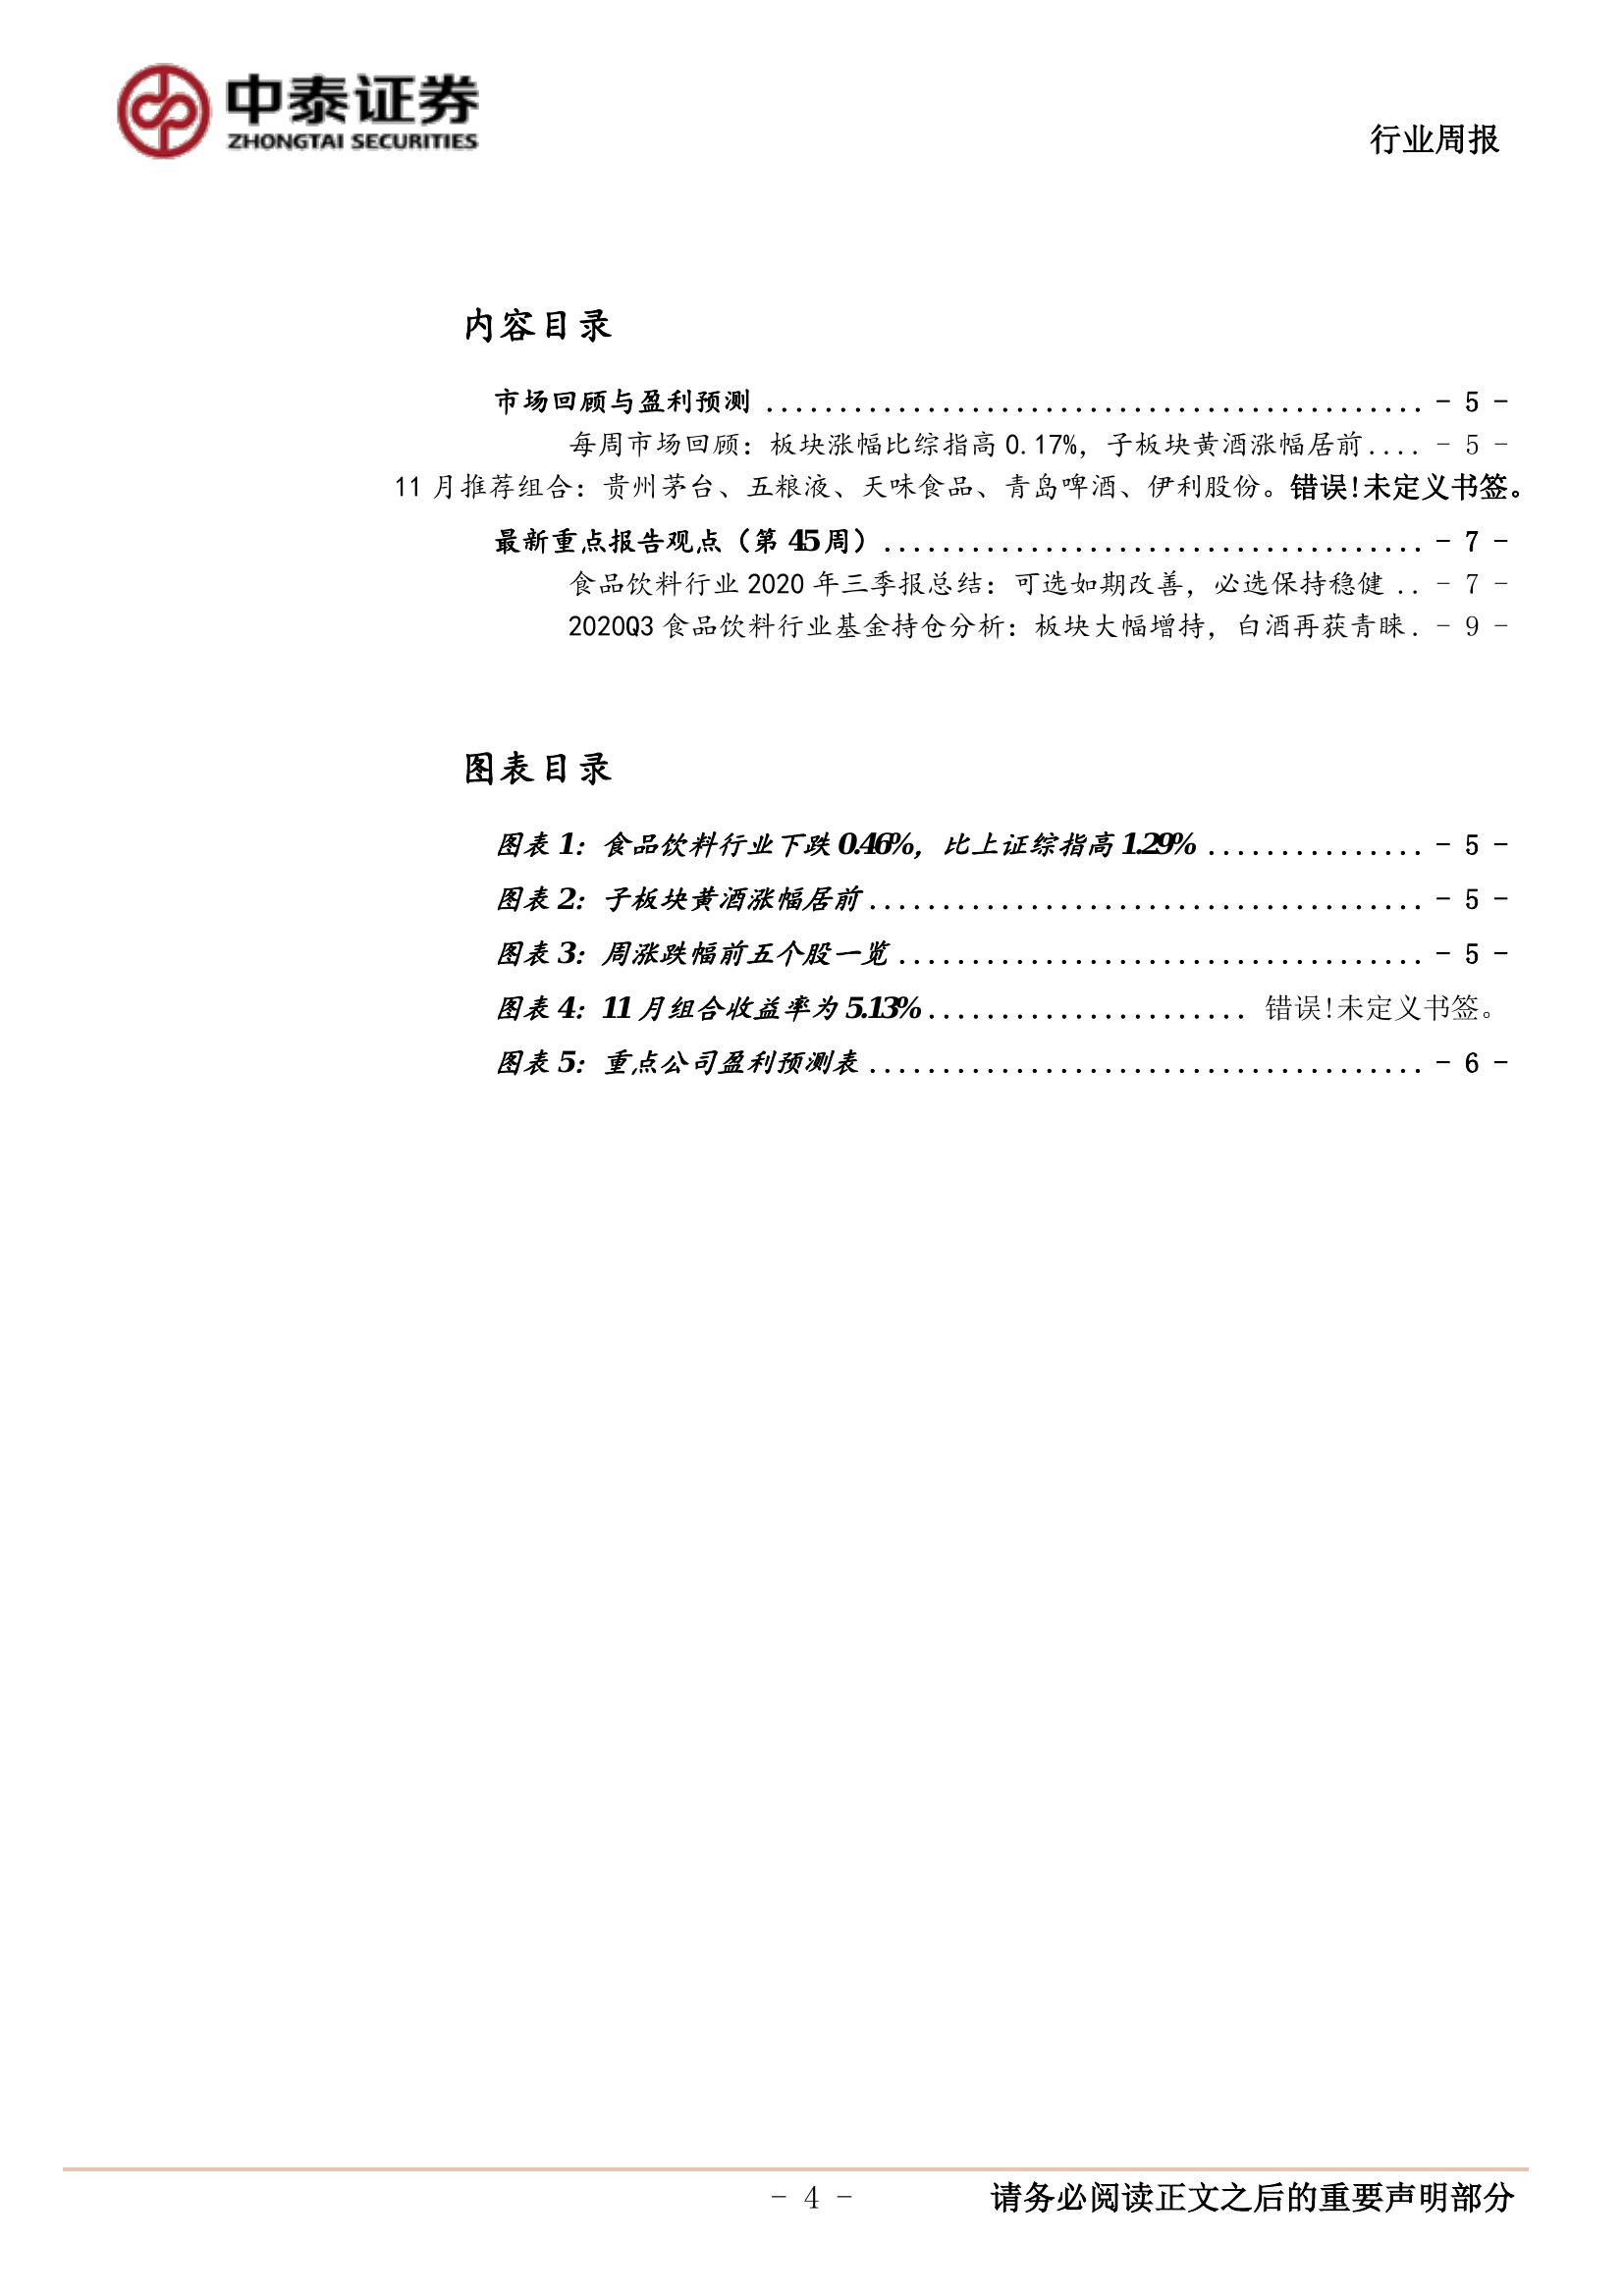 中泰证券
ZHONGTAI SECURITIES
行业周报
内容目录
市场回顾与盈利预测 ............................................. - 5 -
每周市场回顾：板块涨幅比综指高 0.17%，子板块黄酒涨幅居前.... - 5 -
11 月推荐组合：贵州茅台、五粮液、天味食品、青岛啤酒、伊利股份。错误!未定义书签。
最新重点报告观点（第 45 周）..................................... - 7 -
食品饮料行业 2020 年三季报总结：可选如期改善，必选保持稳健 .. - 7 -
2020Q3 食品饮料行业基金持仓分析：板块大幅增持，白酒再获青睐. - 9 -
图表目录
图表 1：食品饮料行业下跌 0.46%，比上证综指高 1.29% ............... - 5 -
图表 2：子板块黄酒涨幅居前...................................... - 5 -
图表 3：周涨跌幅前五个股一览 .................................... - 5 -
图表 4：11 月组合收益率为 5.13%...................... 错误!未定义书签。
图表 5：重点公司盈利预测表 ...................................... - 6 -
- 4 -
请务必阅读正文之后的重要声明部分